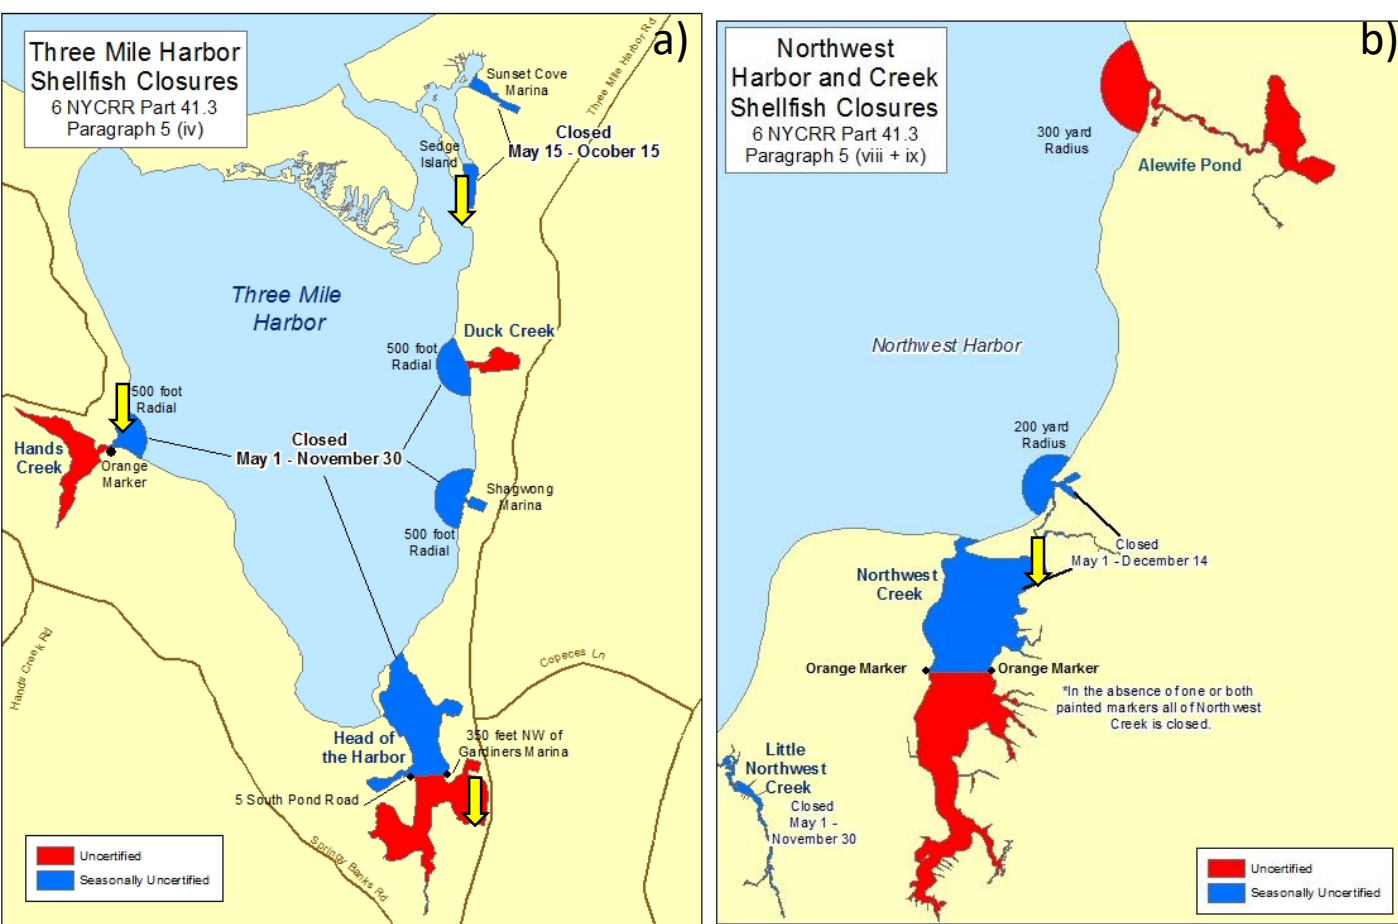 a)
Three Mile Harbor
Shellfish Closures
6 NYCRR Part 41.3
Paragraph 5 (iv)
Three Mile Harbor Rd
Sunset Cove
Marina
Closed
May 15 - Ocober 15
Sedge
Island
Three Mile
Harbor
Duck Creek
500 foot
Radial
500 foot
Radial
Hands
Creek
Orange
Marker
Closed
May 1 - November 30
Shagwong
Marina
500 foot
Radial
Hands Creek Rd
Copeces Ln
Head of
the Harbor
350 feet NW of
Gardiners Marina
5 South Pond Road
Springy Banks Rd
Uncertified
Seasonally Uncertified
b)
Northwest
Harbor and Creek
Shellfish Closures
6 NYCRR Part 41.3
Paragraph 5 (viii + ix)
300 yard
Radius
Alewife Pond
Northwest Harbor
200 yard
Radius
Closed
May 1 - December 14
Northwest
Creek
Orange Marker
Orange Marker
*In the absence of one or both
painted markers all of Northwest
Creek is closed.
Little
Northwest
Creek
Closed
May 1 -
November 30
Uncertified
Seasonally Uncertified